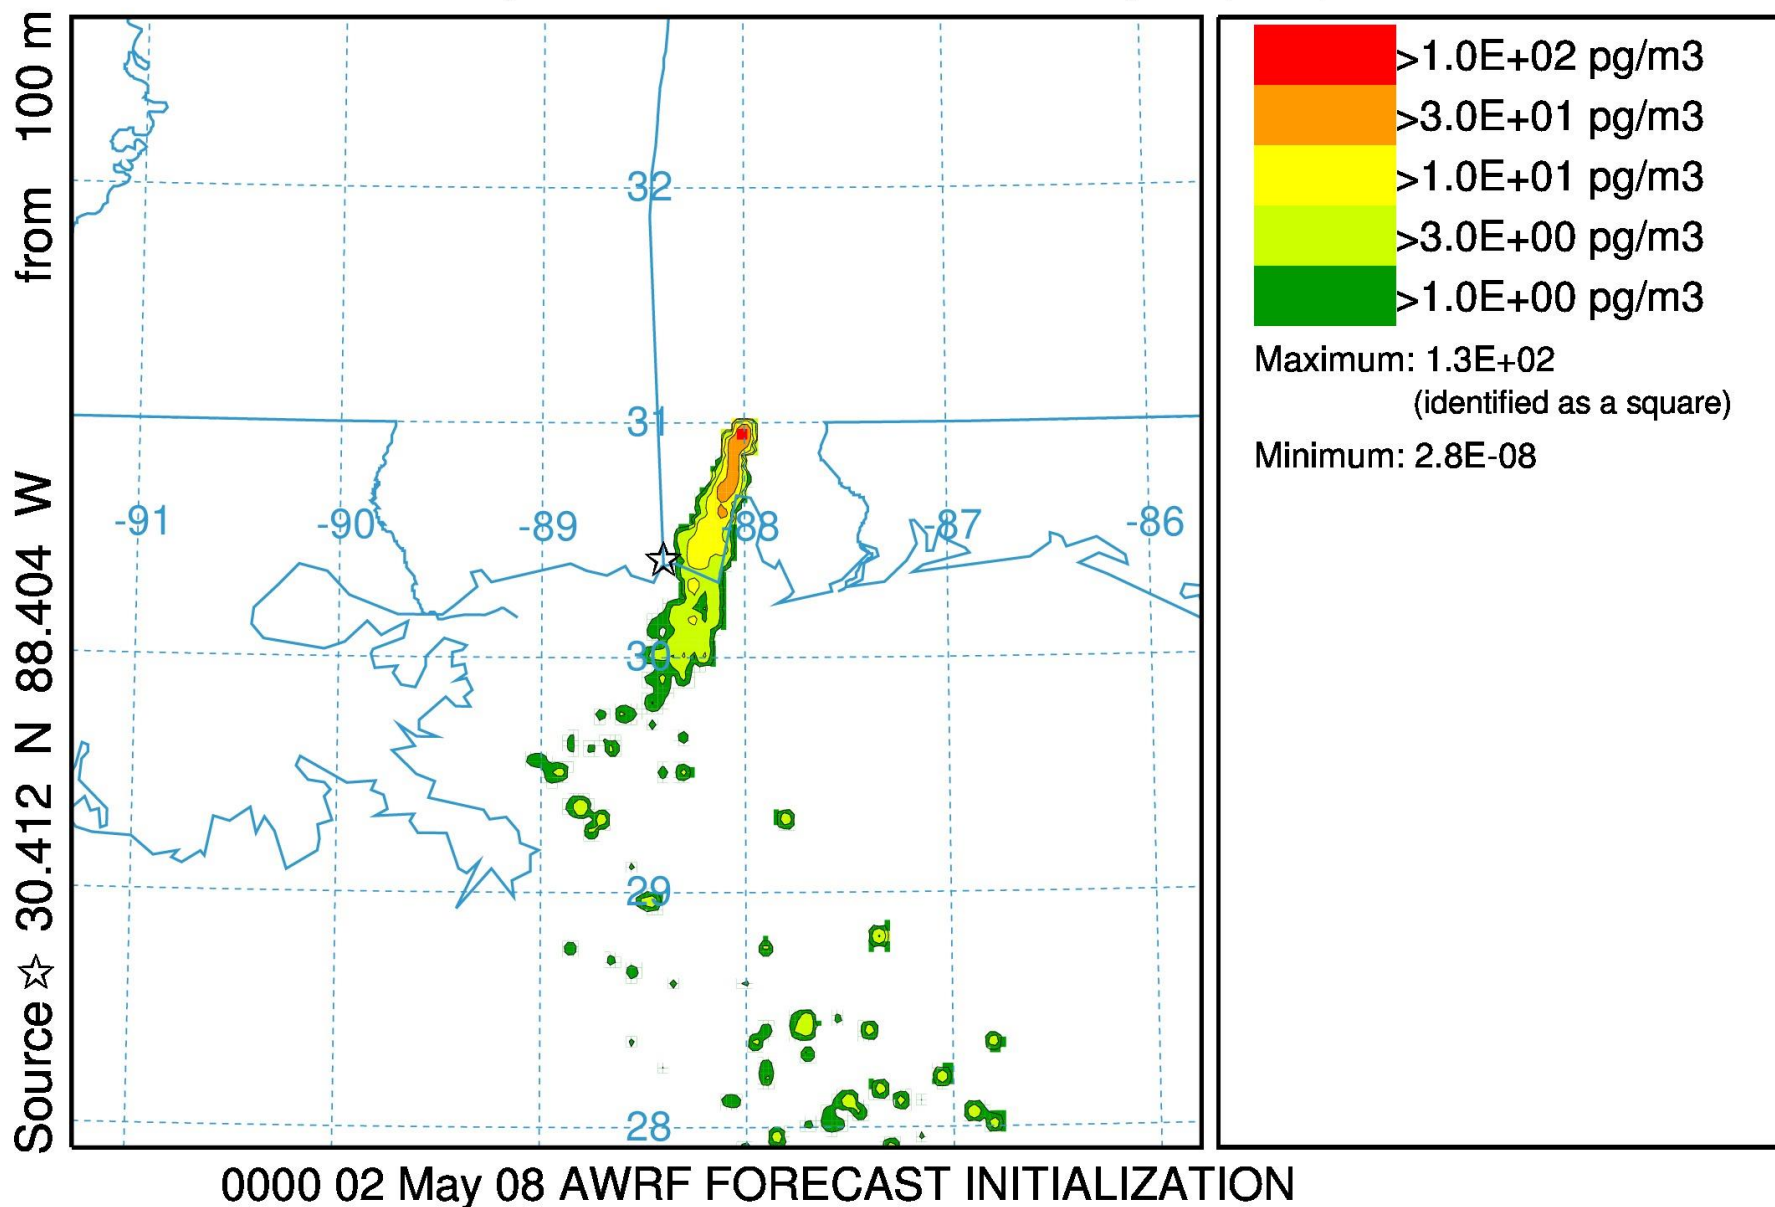 Source ☆ 30.412 N 88.404 W from 100 m
32
31
-91
-90
-89
-88
-87
-86
30
29
28
>1.0E+02 pg/m3
>3.0E+01 pg/m3
>1.0E+01 pg/m3
>3.0E+00 pg/m3
>1.0E+00 pg/m3
Maximum: 1.3E+02
(identified as a square)
Minimum: 2.8E-08
0000 02 May 08 AWRF FORECAST INITIALIZATION